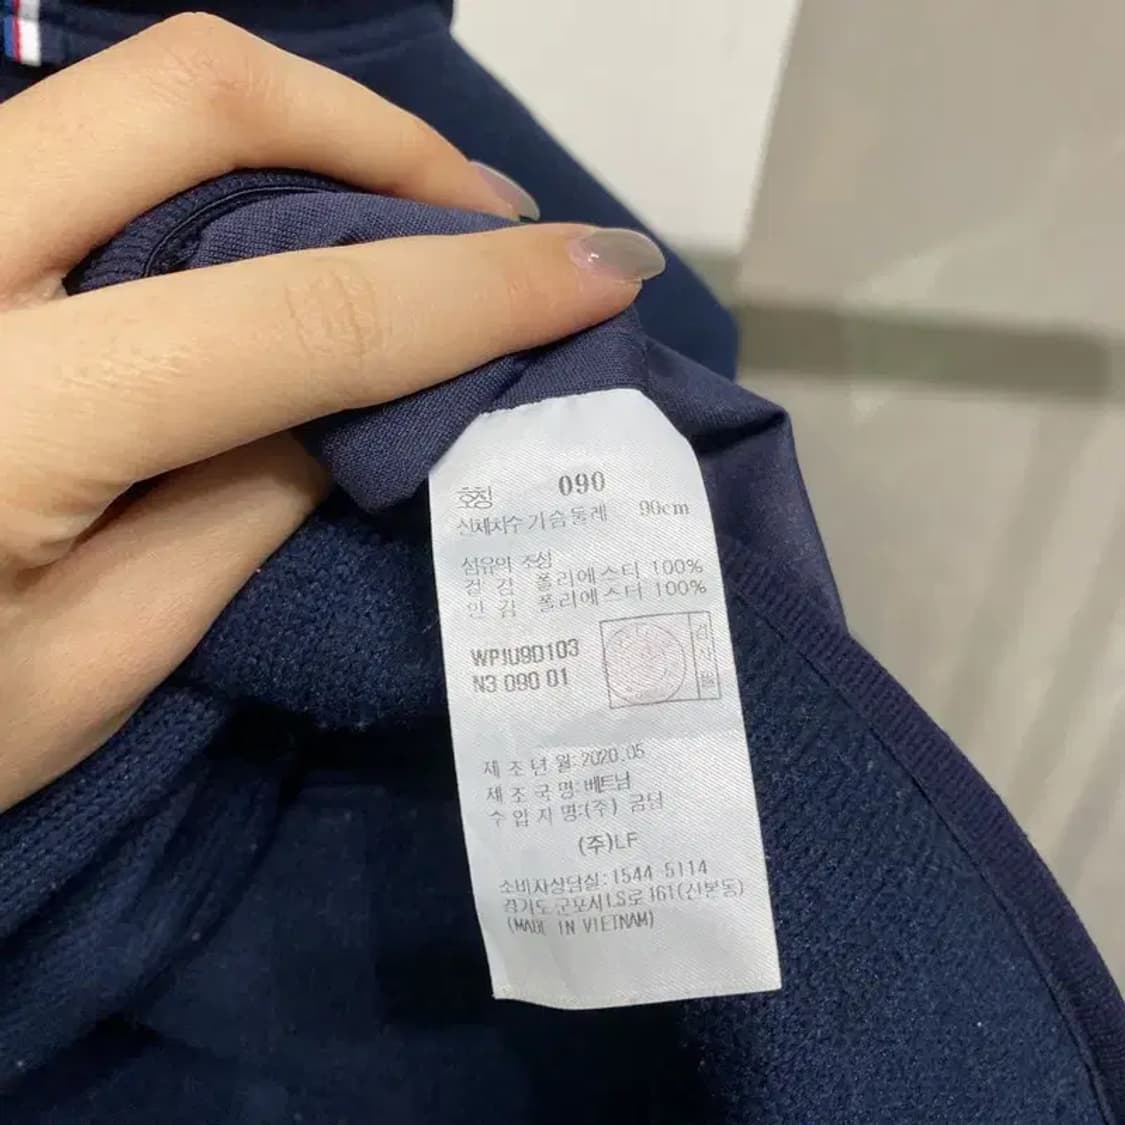 호칭 090
신체치수 기슴둘레 90cm
섬유의 조성
겉 감 폴리에스터 100%
안 감 폴리에스터 100%
WPJU9D103
N3 090 01
제 조 년 월: 2020.05
제 조 국 명: 베트남
수 입 자 명:(주) 금남
(주)LF
소비자상담실: 1544-5114
경기도 군포시 LS로 161(산본동)
(MADE IN VIETNAM)